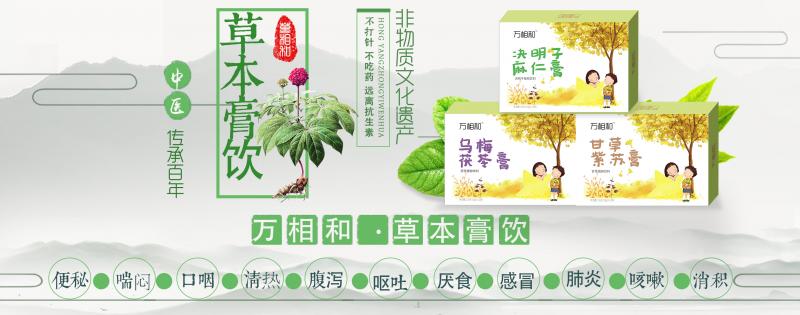 中医
传承百年
草本膏饮
万相和
HONG YANGZHONGYIWENHUA
不打针 不吃药 远离抗生素
非物质文化遗产
万相和
决明子
麻仁膏
万相和
乌梅
茯苓膏
万相和
甘草
紫苏膏
万相和·草本膏饮
便秘 喘闷 口咽 清热 腹泻 呕吐 厌食 感冒 肺炎 咳嗽 消积